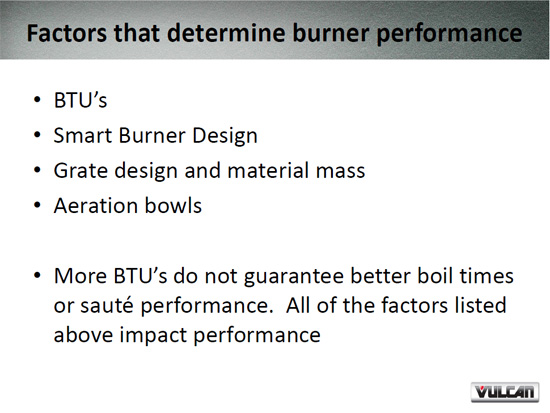 Factors that determine burner performance
• BTU's
• Smart Burner Design
• Grate design and material mass
• Aeration bowls
• More BTU's do not guarantee better boil times
or sauté performance.  All of the factors listed
above impact performance
VULCAN